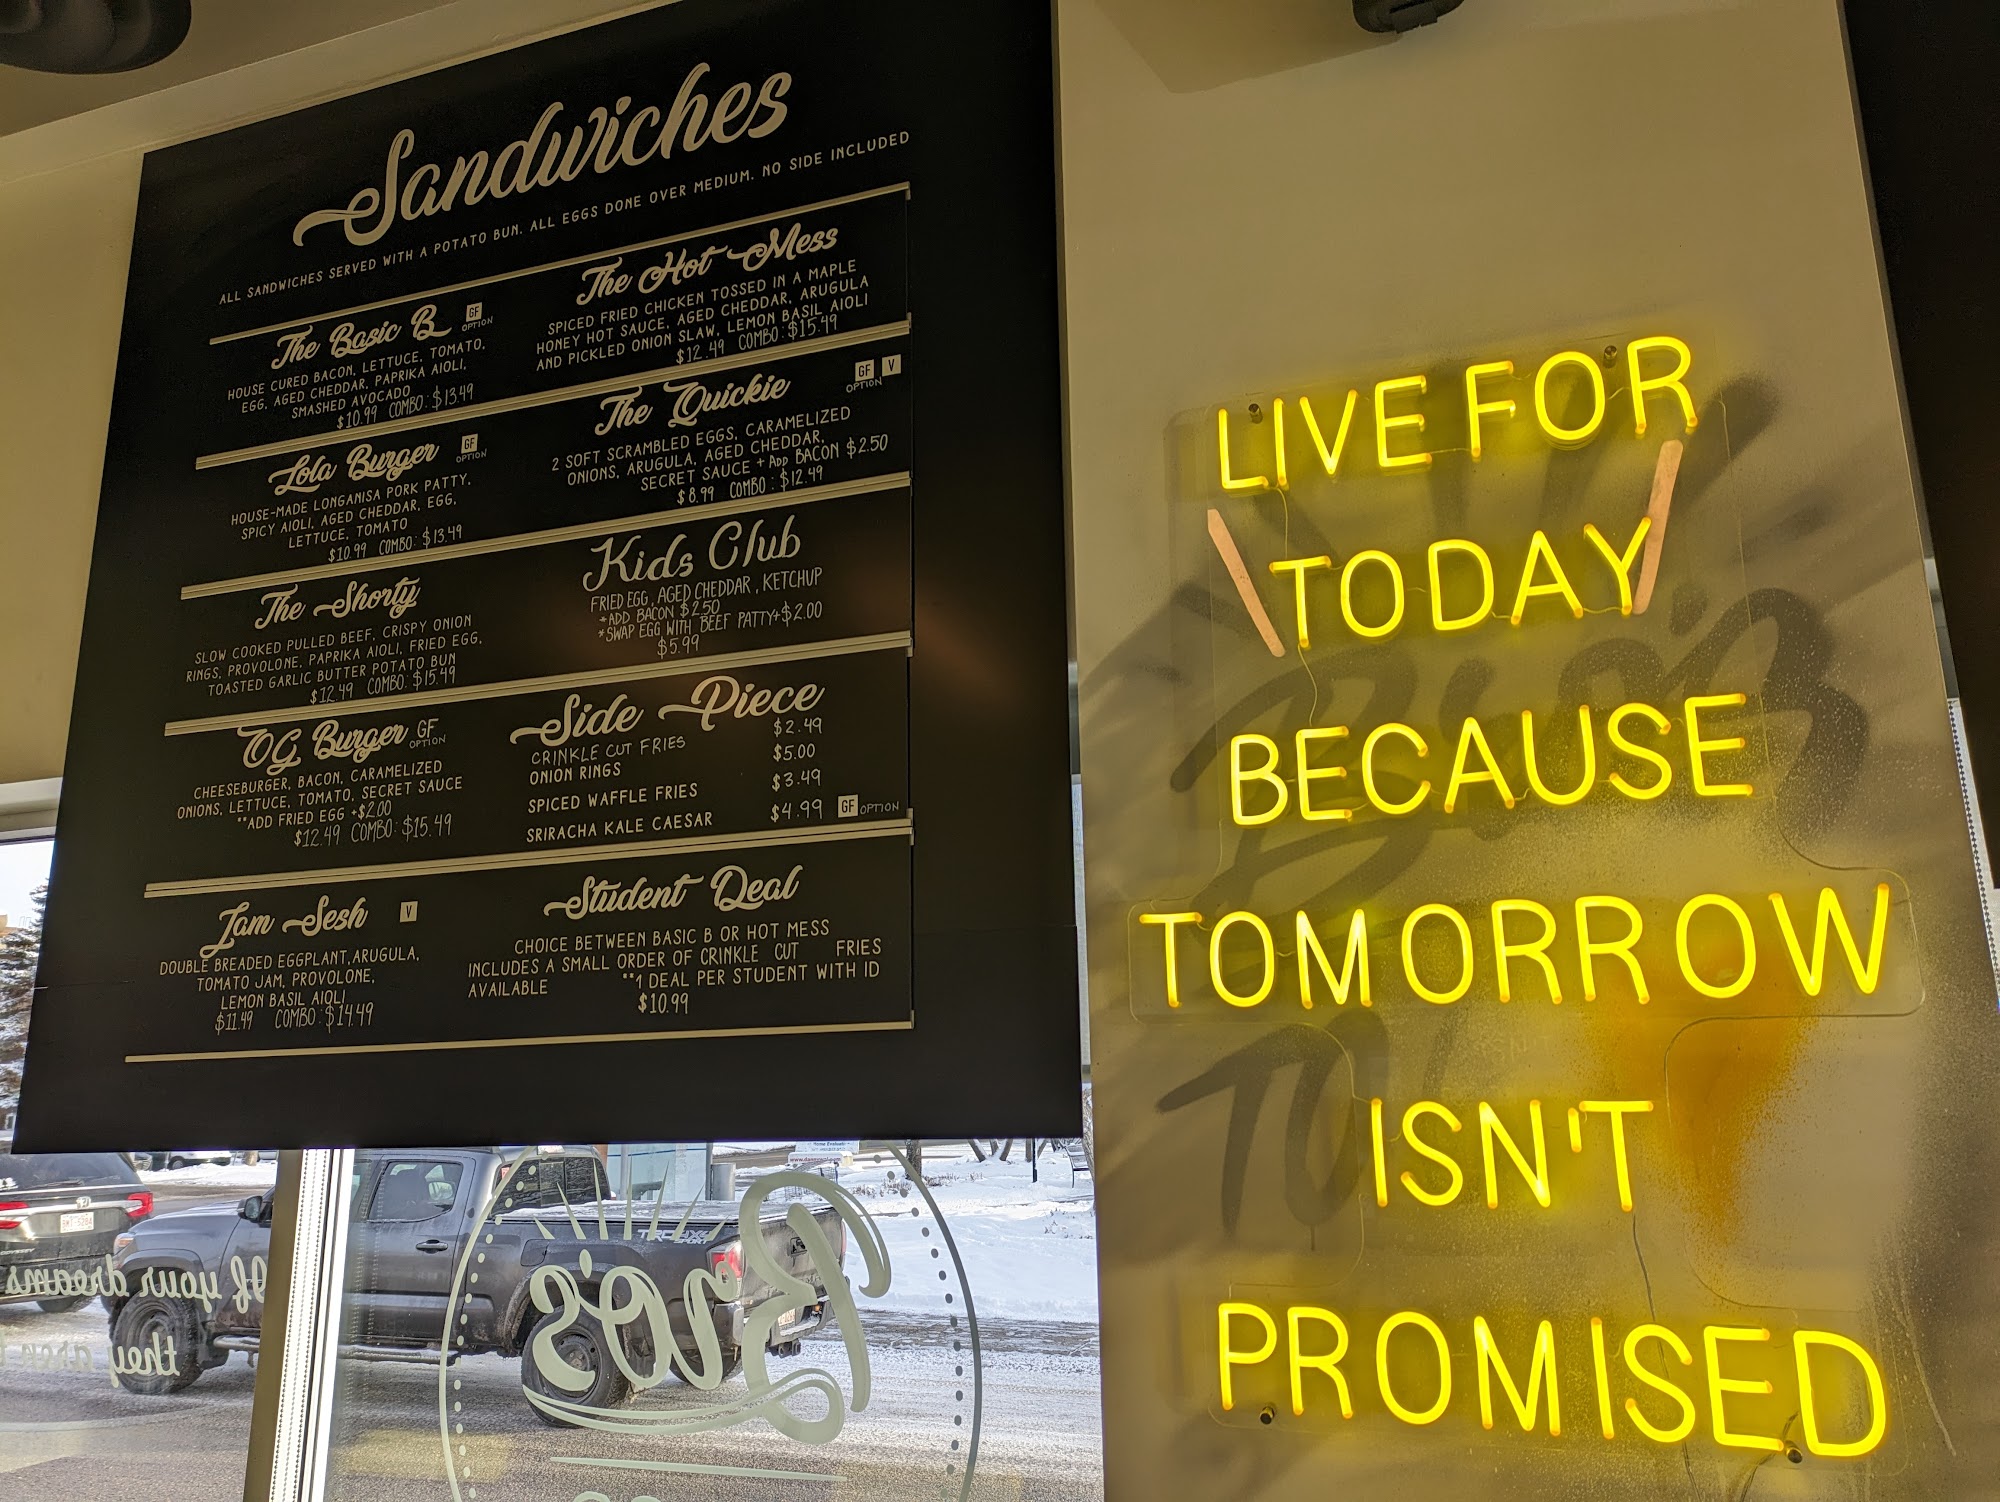 Sandwiches
ALL SANDWICHES SERVED WITH A POTATO BUN. ALL EGGS DONE OVER MEDIUM. NO SIDE INCLUDED
The Basic B GF
OPTION
HOUSE CURED BACON, LETTUCE, TOMATO,
EGG, AGED CHEDDAR, PAPRIKA AIOLI,
SMASHED AVOCADO
$10.99 COMBO: $13.49
The Hot Mess
SPICED FRIED CHICKEN TOSSED IN A MAPLE
HONEY HOT SAUCE, AGED CHEDDAR, ARUGULA
AND PICKLED ONION SLAW, LEMON BASIL AIOLI
$12.49 COMBO: $15.49
Lola Burger GF
OPTION
HOUSE-MADE LONGANISA PORK PATTY,
SPICY AIOLI, AGED CHEDDAR, EGG,
LETTUCE, TOMATO
$10.99 COMBO: $13.49
The Quickie GF V
OPTION
2 SOFT SCRAMBLED EGGS, CARAMELIZED
ONIONS, ARUGULA, AGED CHEDDAR,
SECRET SAUCE + ADD BACON $2.50
$8.99 COMBO: $12.49
The Shorty
SLOW COOKED PULLED BEEF, CRISPY ONION
RINGS, PROVOLONE, PAPRIKA AIOLI, FRIED EGG,
TOASTED GARLIC BUTTER POTATO BUN
$12.49 COMBO: $15.49
Kids Club
FRIED EGG, AGED CHEDDAR, KETCHUP
*ADD BACON $2.50
*SWAP EGG WITH BEEF PATTY+$2.00
$5.99
OG Burger GF
OPTION
CHEESEBURGER, BACON, CARAMELIZED
ONIONS, LETTUCE, TOMATO, SECRET SAUCE
**ADD FRIED EGG +$2.00
$12.49 COMBO: $15.49
Side Piece
CRINKLE CUT FRIES $2.49
ONION RINGS $5.00
SPICED WAFFLE FRIES $3.49
SRIRACHA KALE CAESAR $4.99 GF OPTION
Jam Sesh V
DOUBLE BREADED EGGPLANT, ARUGULA,
TOMATO JAM, PROVOLONE,
LEMON BASIL AIOLI
$11.49 COMBO: $14.49
Student Deal
CHOICE BETWEEN BASIC B OR HOT MESS
INCLUDES A SMALL ORDER OF CRINKLE CUT FRIES
AVAILABLE **1 DEAL PER STUDENT WITH ID
$10.99
LIVE FOR
TODAY
BECAUSE
TOMORROW
ISN'T
PROMISED
If your dreams
they aren't
Bno's
TRD 4X4
SPORT